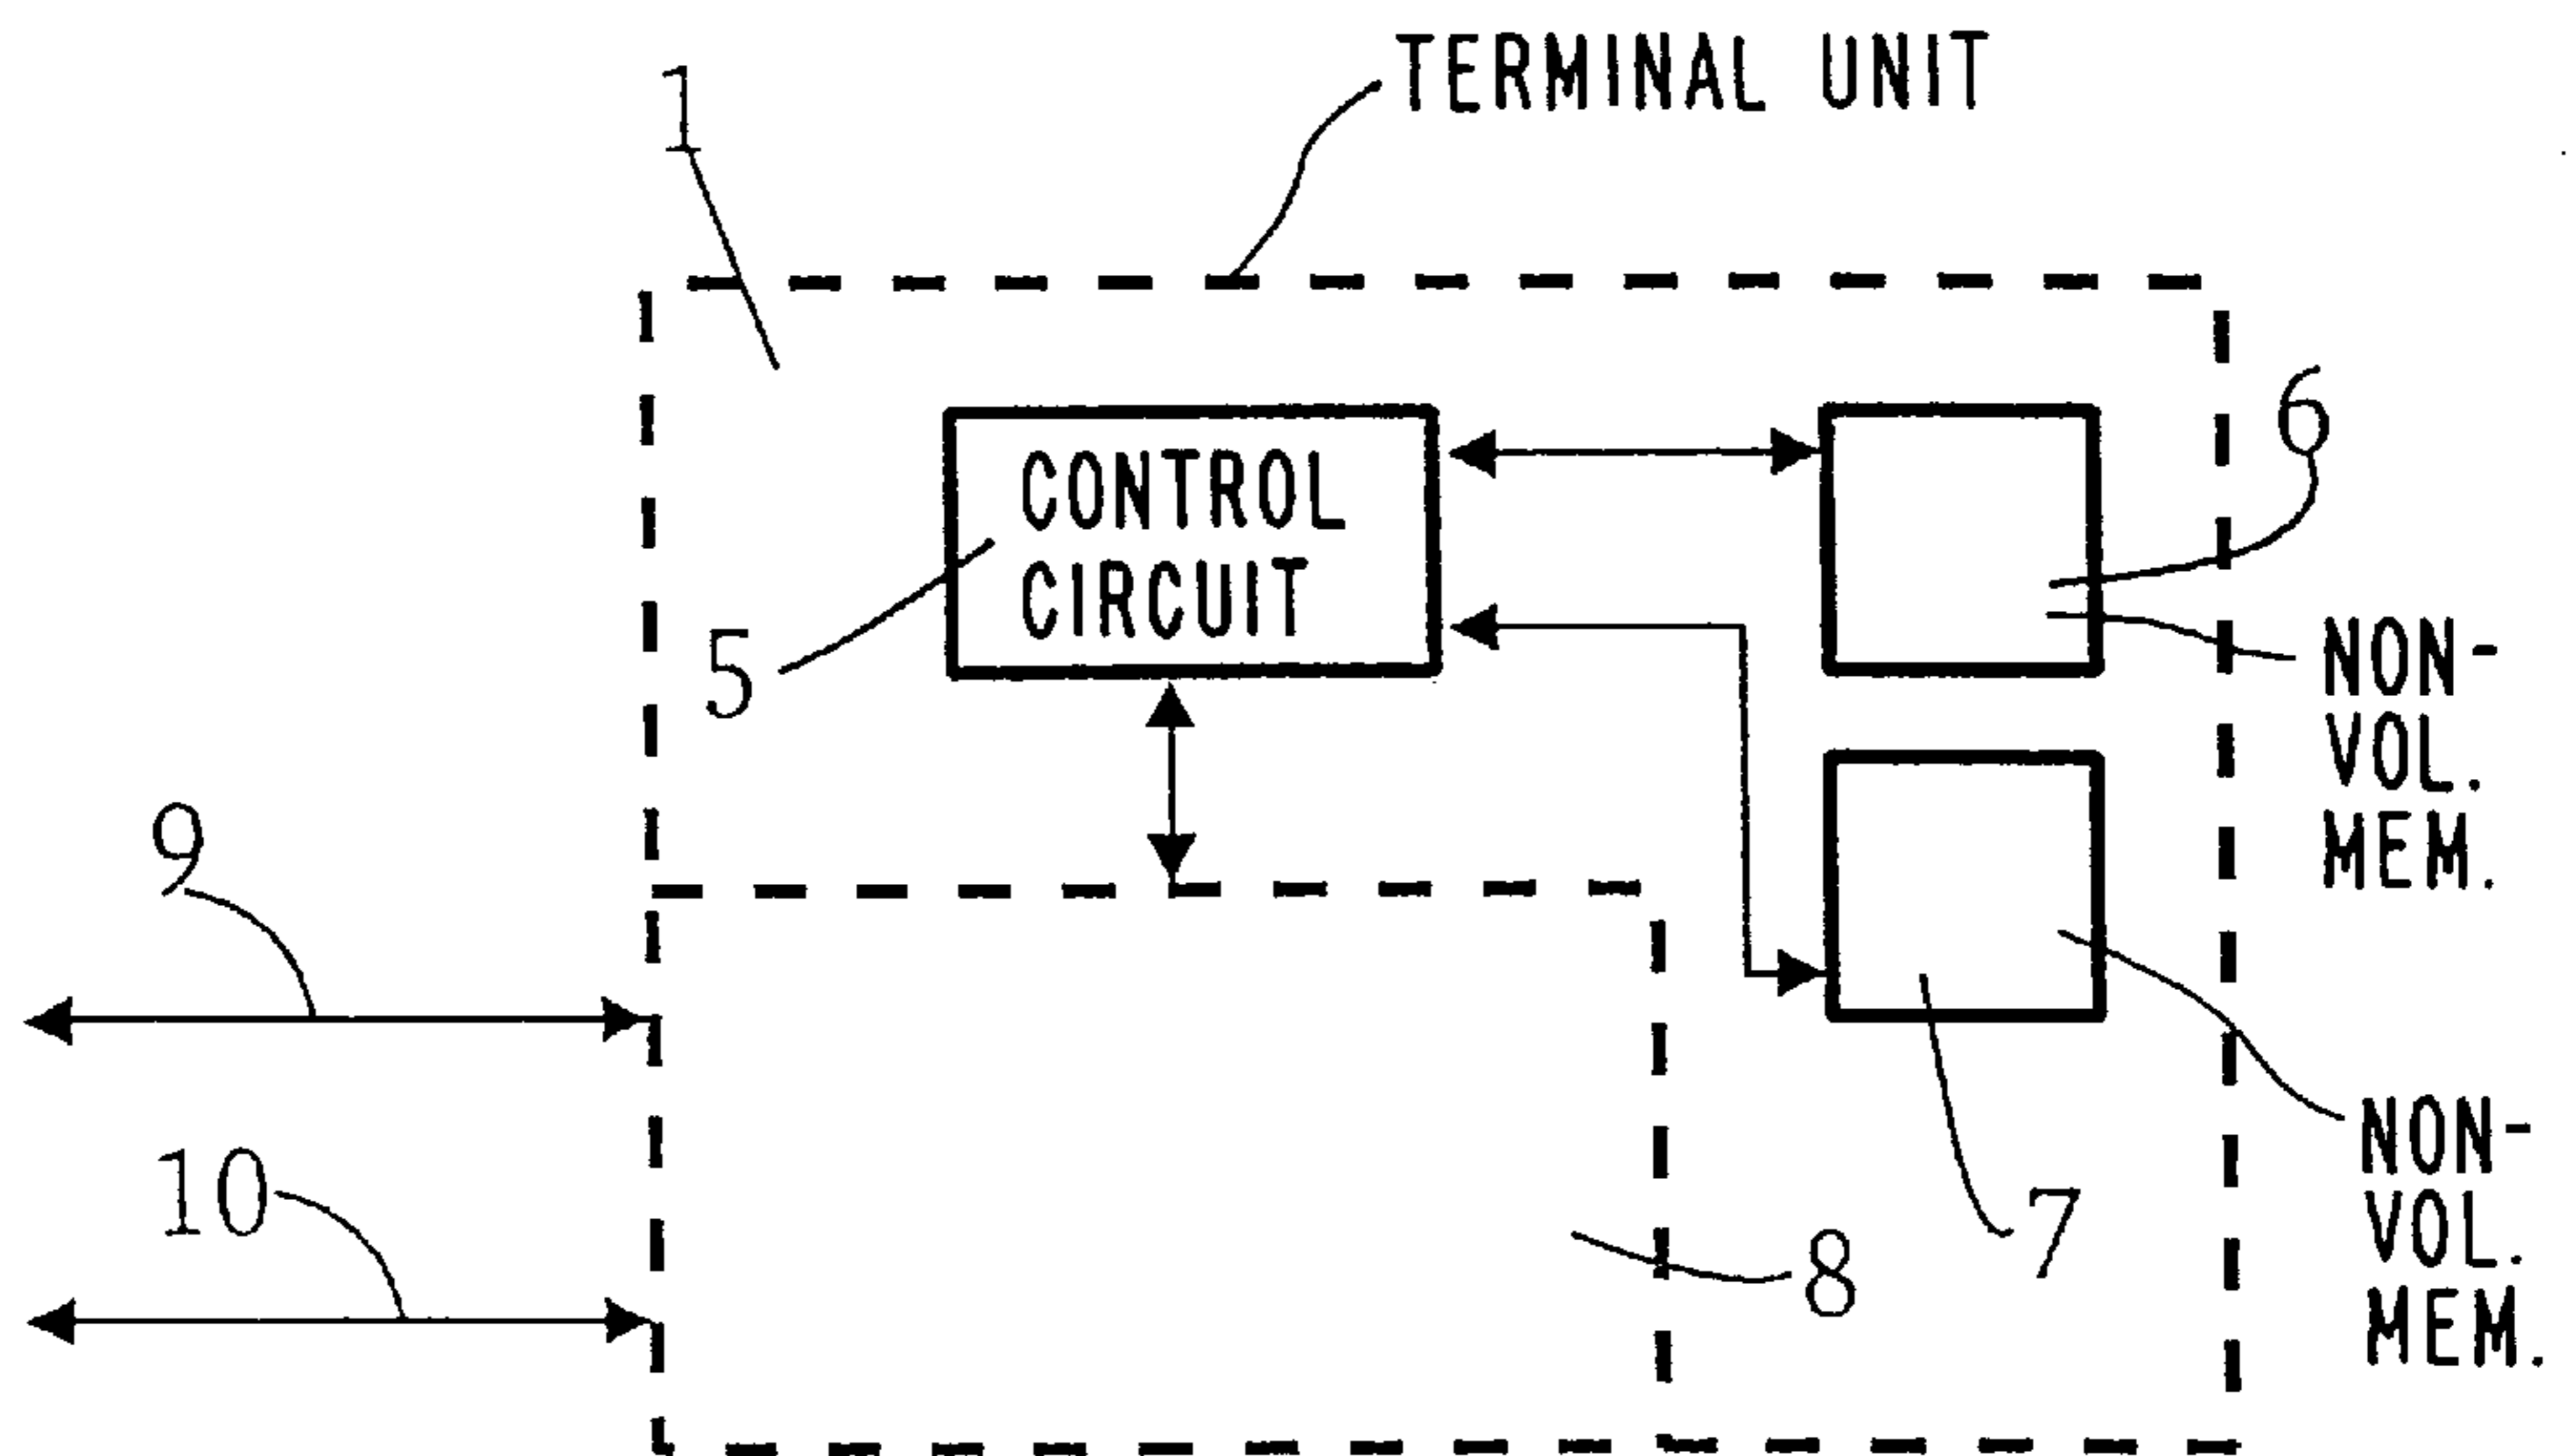 TERMINAL UNIT
1
CONTROL
CIRCUIT
5
6
NON-
VOL.
MEM.
9
10
8
7
NON-
VOL.
MEM.